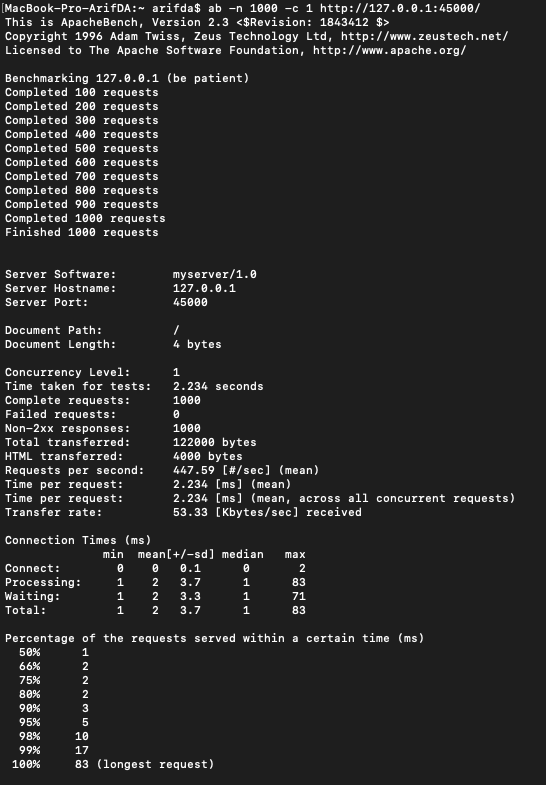 [MacBook-Pro-ArifDA:~ arifda$ ab -n 1000 -c 1 http://127.0.0.1:45000/
This is ApacheBench, Version 2.3 <$Revision: 1843412 $>
Copyright 1996 Adam Twiss, Zeus Technology Ltd, http://www.zeustech.net/
Licensed to The Apache Software Foundation, http://www.apache.org/

Benchmarking 127.0.0.1 (be patient)
Completed 100 requests
Completed 200 requests
Completed 300 requests
Completed 400 requests
Completed 500 requests
Completed 600 requests
Completed 700 requests
Completed 800 requests
Completed 900 requests
Completed 1000 requests
Finished 1000 requests


Server Software:        myserver/1.0
Server Hostname:        127.0.0.1
Server Port:            45000

Document Path:          /
Document Length:        4 bytes

Concurrency Level:      1
Time taken for tests:   2.234 seconds
Complete requests:      1000
Failed requests:        0
Non-2xx responses:      1000
Total transferred:      122000 bytes
HTML transferred:       4000 bytes
Requests per second:    447.59 [#/sec] (mean)
Time per request:       2.234 [ms] (mean)
Time per request:       2.234 [ms] (mean, across all concurrent requests)
Transfer rate:          53.33 [Kbytes/sec] received

Connection Times (ms)
              min  mean[+/-sd] median   max
Connect:        0    0   0.1      0       2
Processing:     1    2   3.7      1      83
Waiting:        1    2   3.3      1      71
Total:          1    2   3.7      1      83

Percentage of the requests served within a certain time (ms)
  50%      1
  66%      2
  75%      2
  80%      2
  90%      3
  95%      5
  98%     10
  99%     17
 100%     83 (longest request)